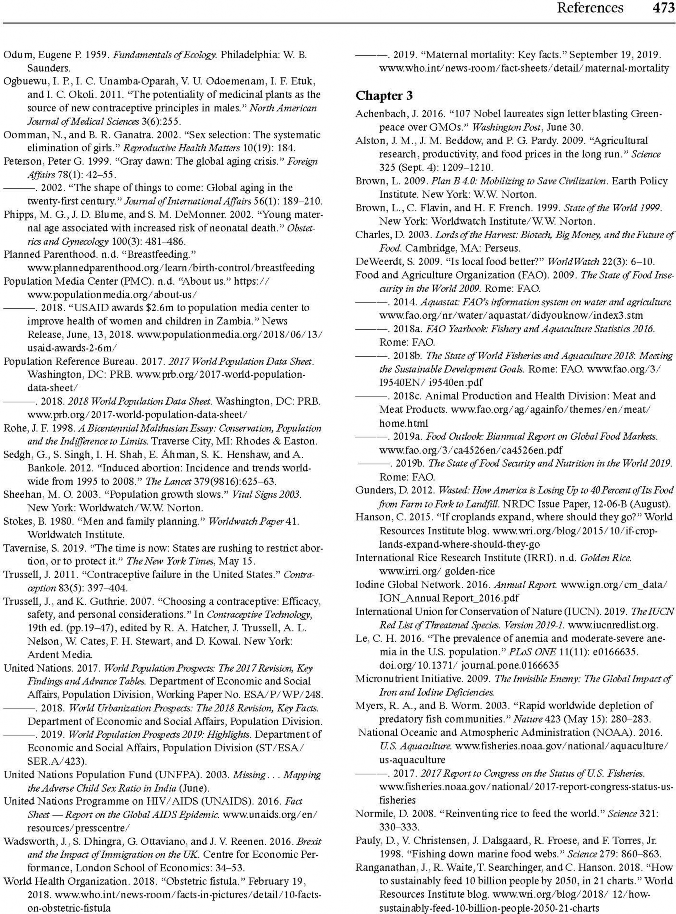 References 473
Odum, Eugene P. 1959. Fundamentals of Ecology. Philadelphia: W. B.
Saunders.
Ogbuewu, I. P., I. C. Unamba-Oparah, V. U. Odoemenam, I. F. Etuk,
and I. C. Okoli. 2011. “The potentiality of medicinal plants as the
source of new contraceptive principles in males.” North American
Journal of Medical Sciences 3(6):255.
Oomman, N., and B. R. Ganatra. 2002. “Sex selection: The systematic
elimination of girls.” Reproductive Health Matters 10(19): 184.
Peterson, Peter G. 1999. “Gray dawn: The global aging crisis.” Foreign
Affairs 78(1): 42–55.
———. 2002. “The shape of things to come: Global aging in the
twenty-first century.” Journal of International Affairs 56(1): 189–210.
Phipps, M. G., J. D. Blume, and S. M. DeMonner. 2002. “Young mater-
nal age associated with increased risk of neonatal death.” Obstet-
rics and Gynecology 100(3): 481–486.
Planned Parenthood. n.d. “Breastfeeding.”
www.plannedparenthood.org/learn/birth-control/breastfeeding
Population Media Center (PMC). n.d. “About us.” https://
www.populationmedia.org/about-us/
———. 2018. “USAID awards $2.6m to population media center to
improve health of women and children in Zambia.” News
Release, June, 13, 2018. www.populationmedia.org/2018/06/13/
usaid-awards-2-6m/
Population Reference Bureau. 2017. 2017 World Population Data Sheet.
Washington, DC: PRB. www.prb.org/2017-world-population-
data-sheet/
———. 2018. 2018 World Population Data Sheet. Washington, DC: PRB.
www.prb.org/2017-world-population-data-sheet/
Rohe, J. F. 1998. A Bicentennial Malthusian Essay: Conservation, Population
and the Indifference to Limits. Traverse City, MI: Rhodes & Easton.
Sedgh, G., S. Singh, I. H. Shah, E. Åhman, S. K. Henshaw, and A.
Bankole. 2012. “Induced abortion: Incidence and trends world-
wide from 1995 to 2008.” The Lancet 379(9816):625–63.
Sheehan, M. O. 2003. “Population growth slows.” Vital Signs 2003.
New York: Worldwatch/W.W. Norton.
Stokes, B. 1980. “Men and family planning.” Worldwatch Paper 41.
Worldwatch Institute.
Tavernise, S. 2019. “The time is now: States are rushing to restrict abor-
tion, or to protect it.” The New York Times, May 15.
Trussell, J. 2011. “Contraceptive failure in the United States.” Contra-
ception 83(5): 397–404.
Trussell, J., and K. Guthrie. 2007. “Choosing a contraceptive: Efficacy,
safety, and personal considerations.” In Contraceptive Technology,
19th ed. (pp.19–47), edited by R. A. Hatcher, J. Trussell, A. L.
Nelson, W. Cates, F. H. Stewart, and D. Kowal. New York:
Ardent Media.
United Nations. 2017. World Population Prospects: The 2017 Revision, Key
Findings and Advance Tables. Department of Economic and Social
Affairs, Population Division, Working Paper No. ESA/P/WP/248.
———. 2018. World Urbanization Prospects: The 2018 Revision, Key Facts.
Department of Economic and Social Affairs, Population Division.
———. 2019. World Population Prospects 2019: Highlights. Department of
Economic and Social Affairs, Population Division (ST/ESA/
SER.A/423).
United Nations Population Fund (UNFPA). 2003. Missing . . . Mapping
the Adverse Child Sex Ratio in India (June).
United Nations Programme on HIV/AIDS (UNAIDS). 2016. Fact
Sheet — Report on the Global AIDS Epidemic. www.unaids.org/en/
resources/presscentre/
Wadsworth, J., S. Dhingra, G. Ottaviano, and J. V. Reenen. 2016. Brexit
and the Impact of Immigration on the UK. Centre for Economic Per-
formance, London School of Economics: 34–53.
World Health Organization. 2018. “Obstetric fistula.” February 19,
2018. www.who.int/news-room/facts-in-pictures/detail/10-facts-
on-obstetric-fistula
———. 2019. “Maternal mortality: Key facts.” September 19, 2019.
www.who.int/news-room/fact-sheets/detail/maternal-mortality
Chapter 3
Achenbach, J. 2016. “107 Nobel laureates sign letter blasting Green-
peace over GMOs.” Washington Post, June 30.
Alston, J. M., J. M. Beddow, and P. G. Pardy. 2009. “Agricultural
research, productivity, and food prices in the long run.” Science
325 (Sept. 4): 1209–1210.
Brown, L. 2009. Plan B 4.0: Mobilizing to Save Civilization. Earth Policy
Institute. New York: W.W. Norton.
Brown, L., C. Flavin, and H. F. French. 1999. State of the World 1999.
New York: Worldwatch Institute/W.W. Norton.
Charles, D. 2003. Lords of the Harvest: Biotech, Big Money, and the Future of
Food. Cambridge, MA: Perseus.
DeWeerdt, S. 2009. “Is local food better?” World Watch 22(3): 6–10.
Food and Agriculture Organization (FAO). 2009. The State of Food Inse-
curity in the World 2009. Rome: FAO.
———. 2014. Aquastat: FAO’s information system on water and agriculture.
www.fao.org/nr/water/aquastat/didyouknow/index3.stm
———. 2018a. FAO Yearbook: Fishery and Aquaculture Statistics 2016.
Rome: FAO.
———. 2018b. The State of World Fisheries and Aquaculture 2018: Meeting
the Sustainable Development Goals. Rome: FAO. www.fao.org/3/
I9540EN/ i9540en.pdf
———. 2018c. Animal Production and Health Division: Meat and
Meat Products. www.fao.org/ag/againfo/themes/en/meat/
home.html
———. 2019a. Food Outlook: Biannual Report on Global Food Markets.
www.fao.org/3/ca4526en/ca4526en.pdf
———. 2019b. The State of Food Security and Nutrition in the World 2019.
Rome: FAO.
Gunders, D. 2012. Wasted: How America is Losing Up to 40 Percent of Its Food
from Farm to Fork to Landfill. NRDC Issue Paper, 12-06-B (August).
Hanson, C. 2015. “If croplands expand, where should they go?” World
Resources Institute blog. www.wri.org/blog/2015/10/if-crop-
lands-expand-where-should-they-go
International Rice Research Institute (IRRI). n.d. Golden Rice.
www.irri.org/ golden-rice
Iodine Global Network. 2016. Annual Report. www.ign.org/cm_data/
IGN_Annual Report_2016.pdf
International Union for Conservation of Nature (IUCN). 2019. The IUCN
Red List of Threatened Species. Version 2019-1. www.iucnredlist.org.
Le, C. H. 2016. “The prevalence of anemia and moderate-severe ane-
mia in the U.S. population.” PLoS ONE 11(11): e0166635.
doi.org/10.1371/ journal.pone.0166635
Micronutrient Initiative. 2009. The Invisible Enemy: The Global Impact of
Iron and Iodine Deficiencies.
Myers, R. A., and B. Worm. 2003. “Rapid worldwide depletion of
predatory fish communities.” Nature 423 (May 15): 280–283.
National Oceanic and Atmospheric Administration (NOAA). 2016.
U.S. Aquaculture. www.fisheries.noaa.gov/national/aquaculture/
us-aquaculture
———. 2017. 2017 Report to Congress on the Status of U.S. Fisheries.
www.fisheries.noaa.gov/national/2017-report-congress-status-us-
fisheries
Normile, D. 2008. “Reinventing rice to feed the world.” Science 321:
330–333.
Pauly, D., V. Christensen, J. Dalsgaard, R. Froese, and F. Torres, Jr.
1998. “Fishing down marine food webs.” Science 279: 860–863.
Ranganathan, J., R. Waite, T. Searchinger, and C. Hanson. 2018. “How
to sustainably feed 10 billion people by 2050, in 21 charts.” World
Resources Institute blog. www.wri.org/blog/2018/ 12/how-
sustainably-feed-10-billion-people-2050-21-charts